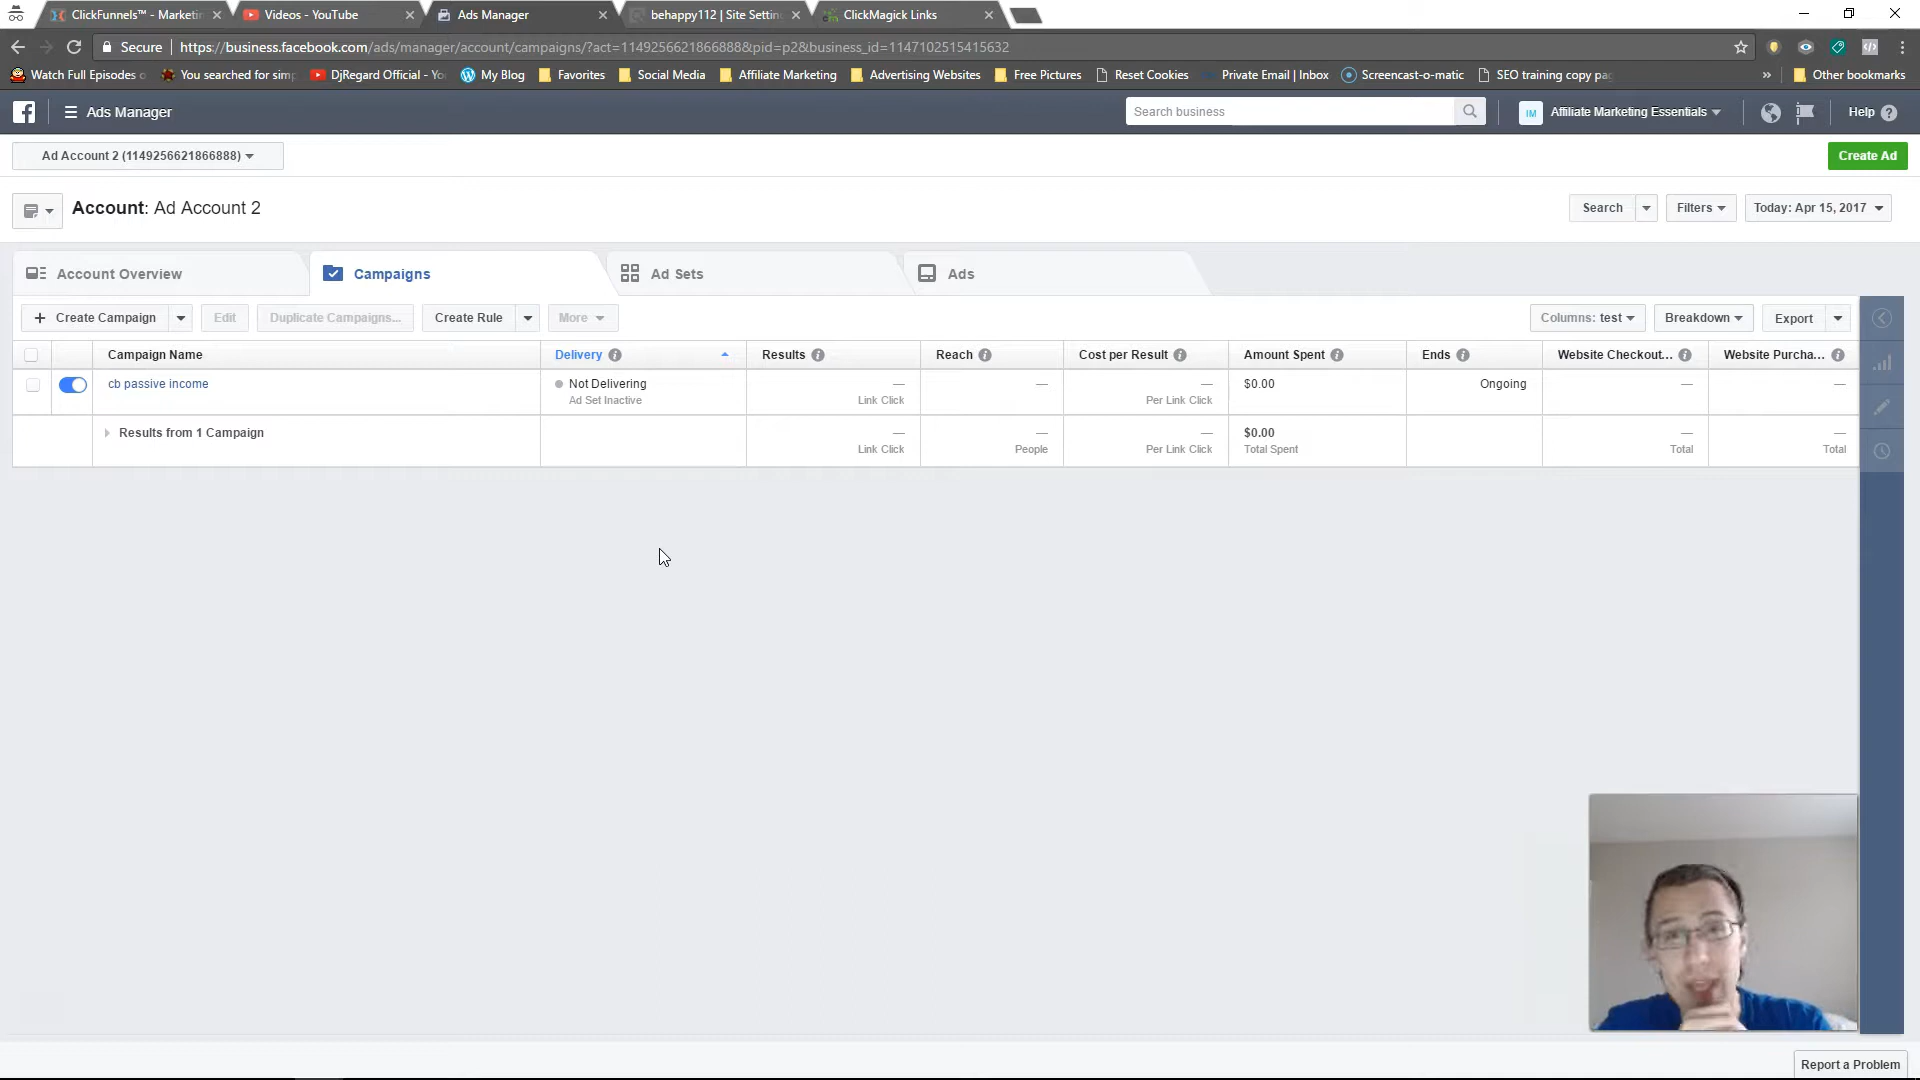 ClickFunnels™ - Marketin
Videos - YouTube
Ads Manager
behappy112 | Site Settin
ClickMagick Links
Secure
https://business.facebook.com/ads/manager/account/campaigns/?act=1149256621866888&pid=p2&business_id=1147102515415632
Watch Full Episodes o
You searched for simp
DjRegard Official - Yo
My Blog
Favorites
Social Media
Affiliate Marketing
Advertising Websites
Free Pictures
Reset Cookies
Private Email | Inbox
Screencast-o-matic
SEO training copy pag
»
Other bookmarks
Ads Manager
Search business
IM
Affiliate Marketing Essentials
Help
Ad Account 2 (1149256621866888)
Create Ad
Account: Ad Account 2
Search
Filters
Today: Apr 15, 2017
Account Overview
Campaigns
Ad Sets
Ads
+ Create Campaign
Edit
Duplicate Campaigns...
Create Rule
More
Columns: test
Breakdown
Export
Campaign Name
Delivery
Results
Reach
Cost per Result
Amount Spent
Ends
Website Checkout...
Website Purcha...
cb passive income
Not Delivering
Ad Set Inactive
—
Link Click
—
—
Per Link Click
$0.00
Ongoing
—
—
Results from 1 Campaign
—
Link Click
—
People
—
Per Link Click
$0.00
Total Spent
—
Total
—
Total
Report a Problem